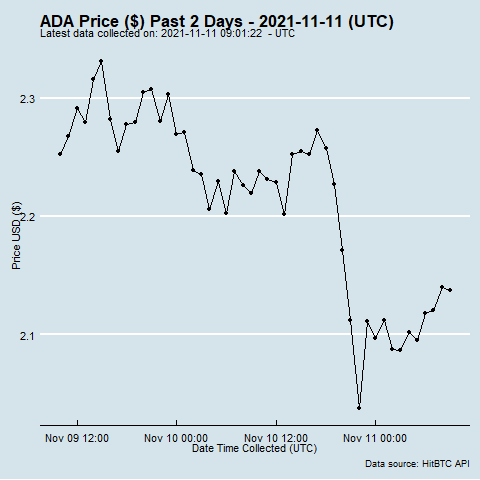 ADA Price ($) Past 2 Days - 2021-11-11 (UTC)
Latest data collected on: 2021-11-11 09:01:22 - UTC
2.3
2.2
2.1
Price USD ($)
Nov 09 12:00
Nov 10 00:00
Nov 10 12:00
Nov 11 00:00
Date Time Collected (UTC)
Data source: HitBTC API